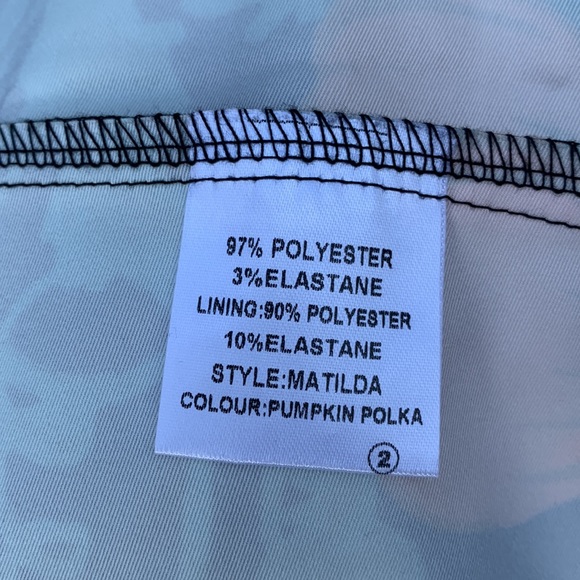 97% POLYESTER
3%ELASTANE
LINING:90% POLYESTER
10%ELASTANE
STYLE:MATILDA
COLOUR:PUMPKIN POLKA
2